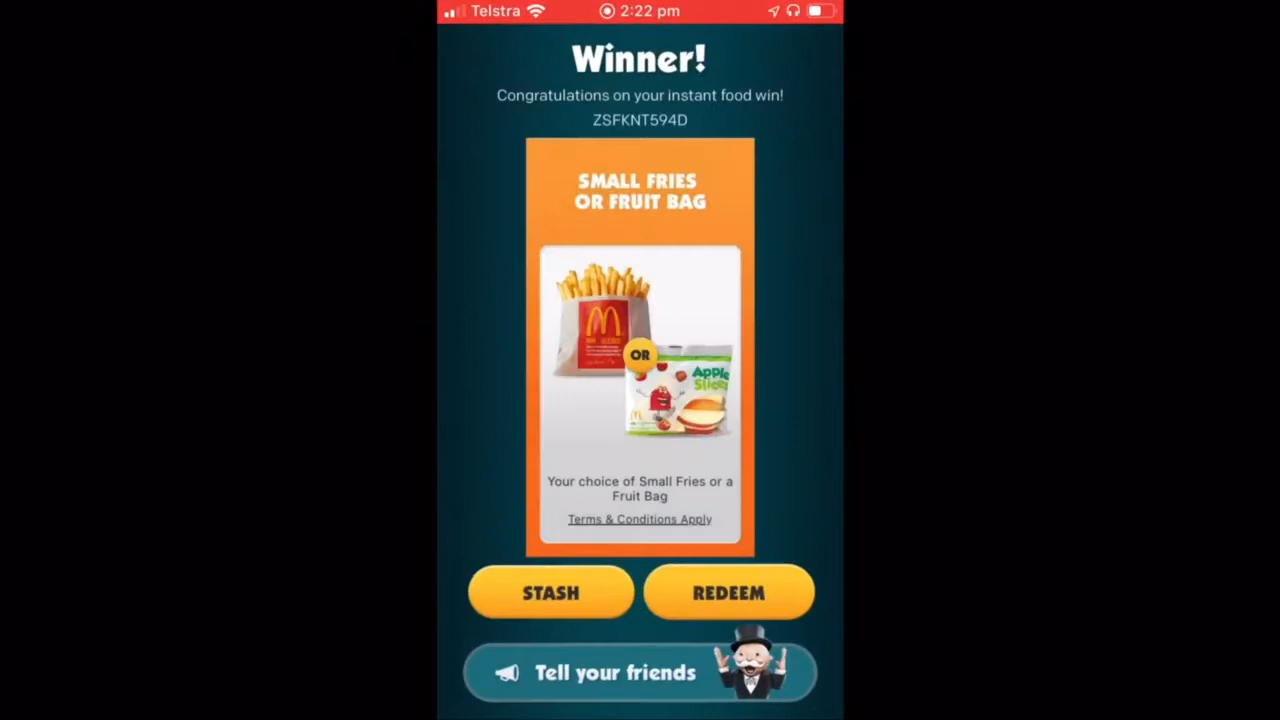 Telstra 2:22 pm
Winner!
Congratulations on your instant food win!
ZSFKNT594D
SMALL FRIES
OR FRUIT BAG
OR
Apple
Slices
Your choice of Small Fries or a
Fruit Bag
Terms & Conditions Apply
STASH
REDEEM
Tell your friends